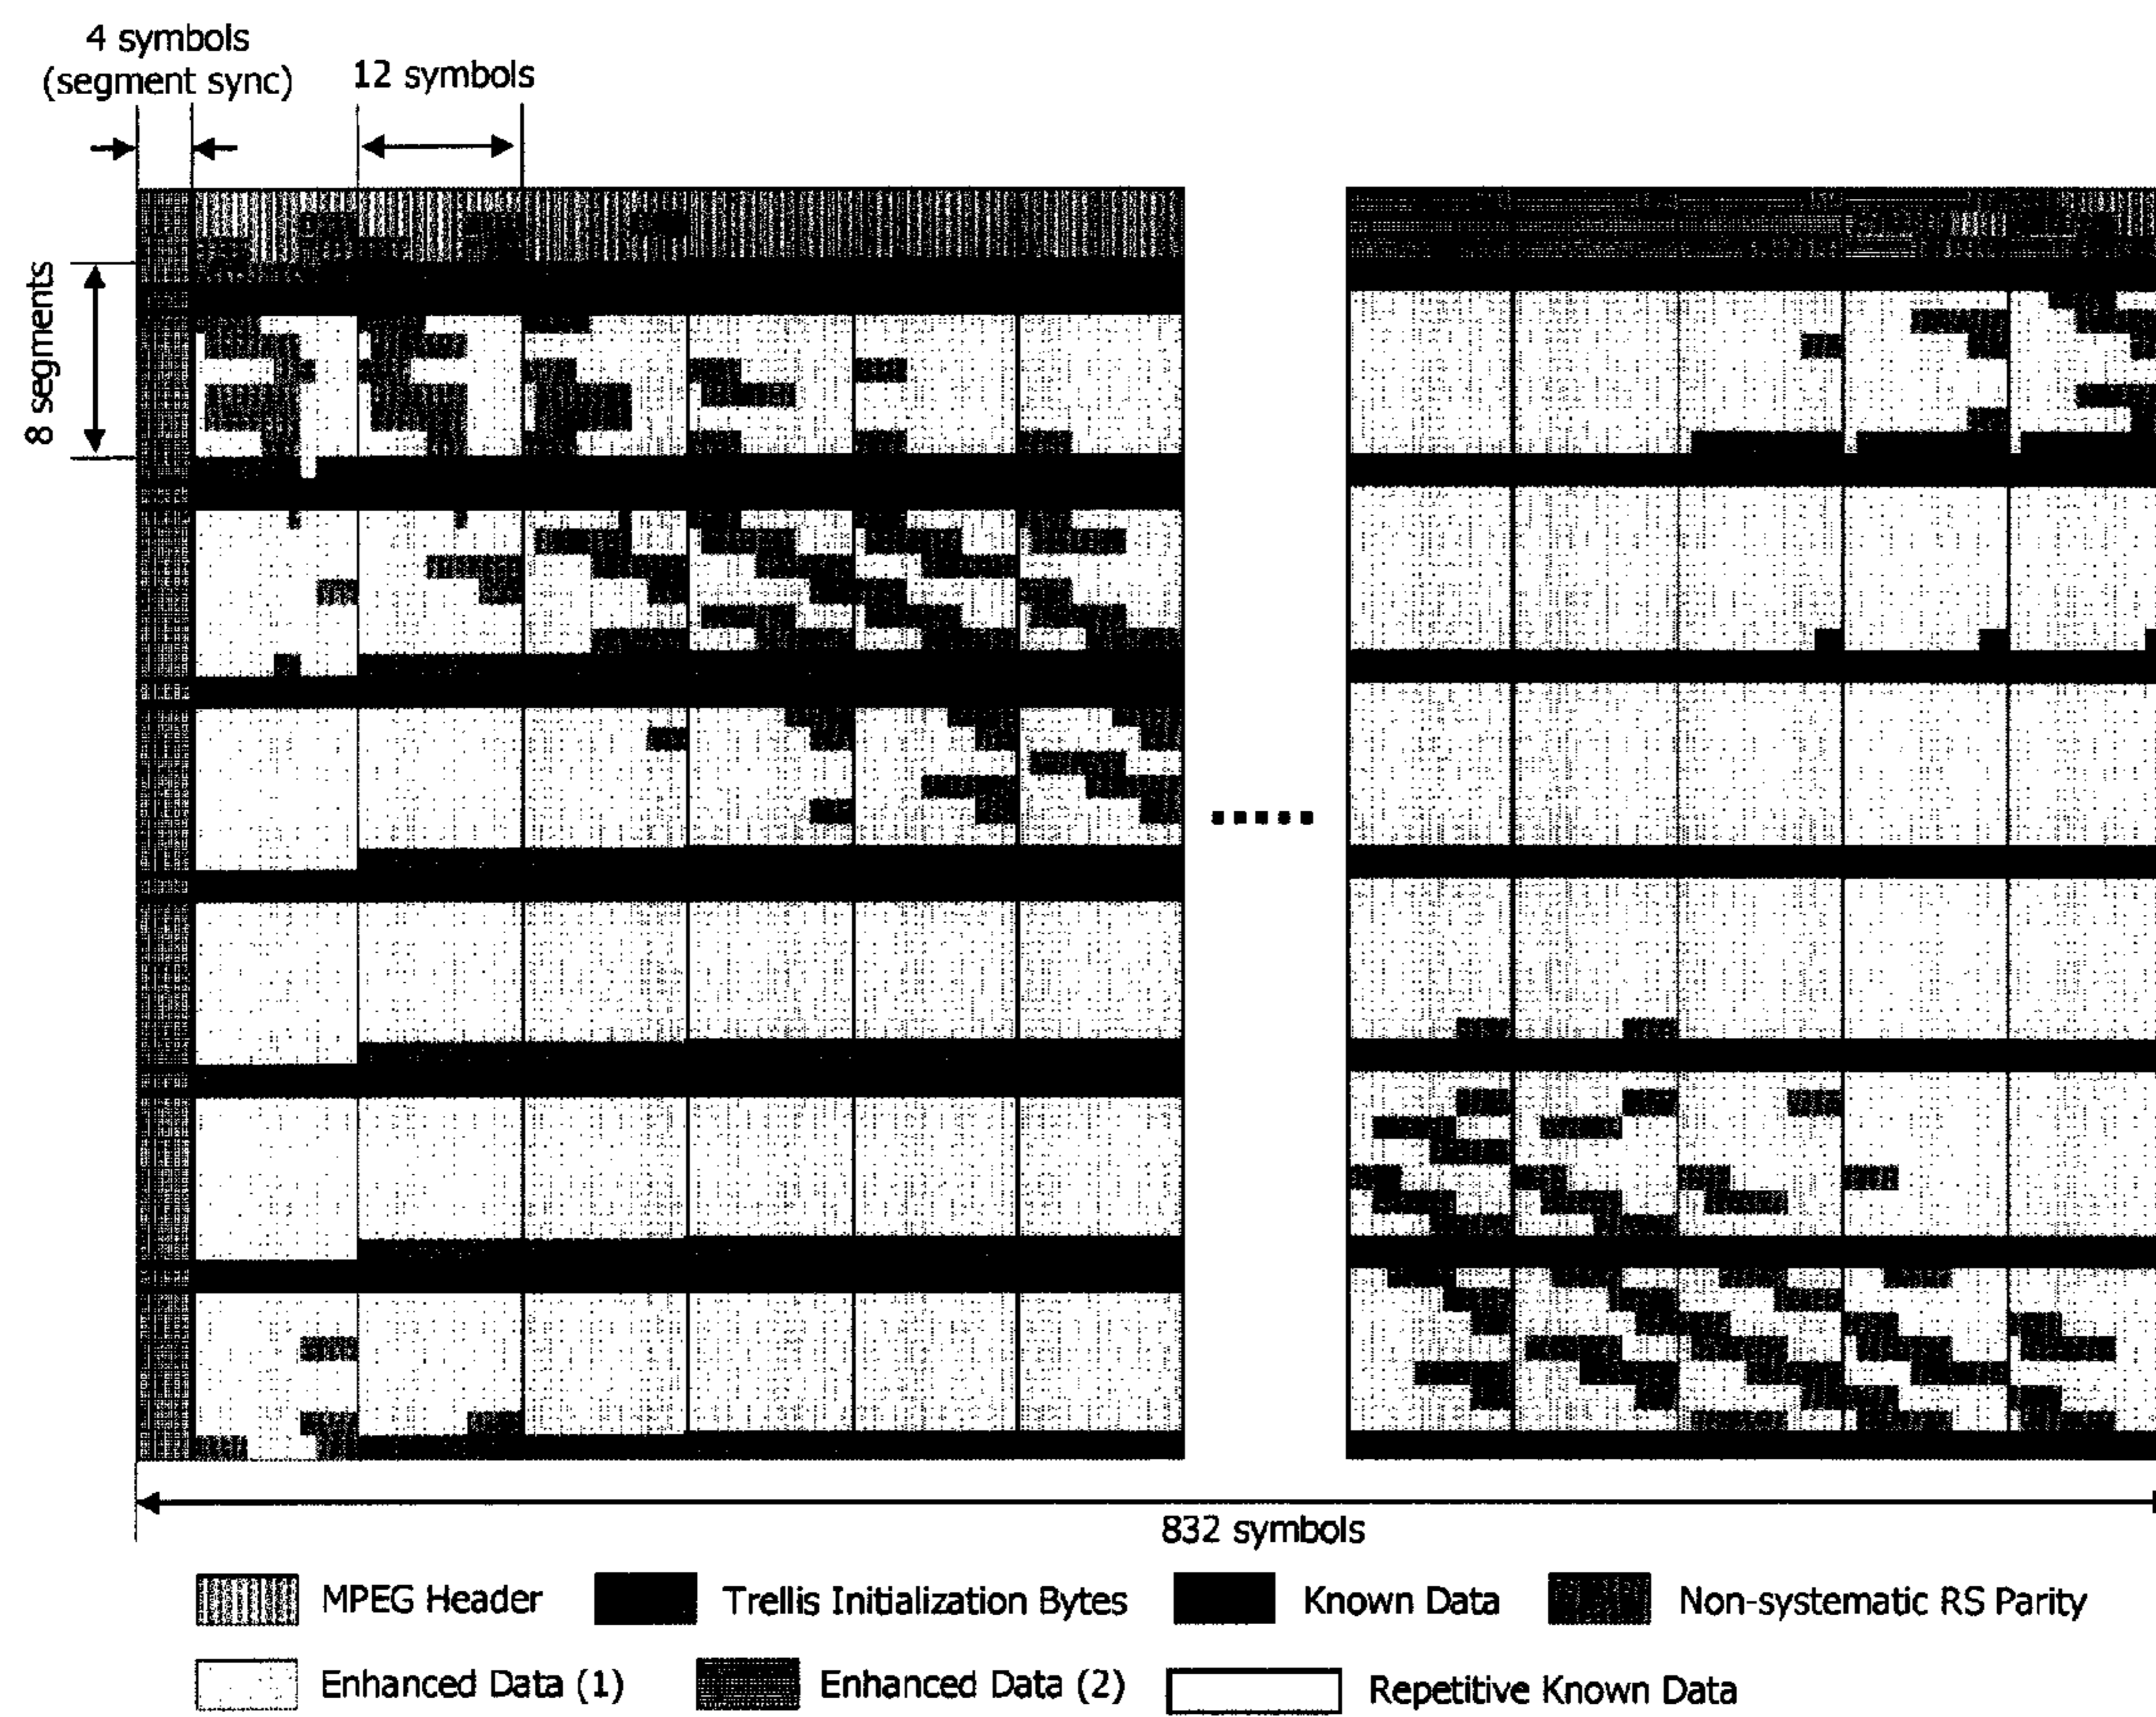 4 symbols
(segment sync)
12 symbols
8 segments
832 symbols
MPEG Header
Trellis Initialization Bytes
Known Data
Non-systematic RS Parity
Enhanced Data (1)
Enhanced Data (2)
Repetitive Known Data